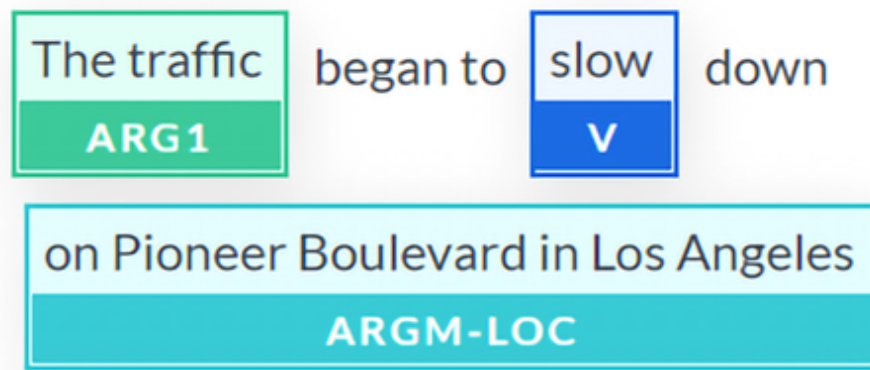 The traffic began to slow down
ARG1 V
on Pioneer Boulevard in Los Angeles
ARGM-LOC